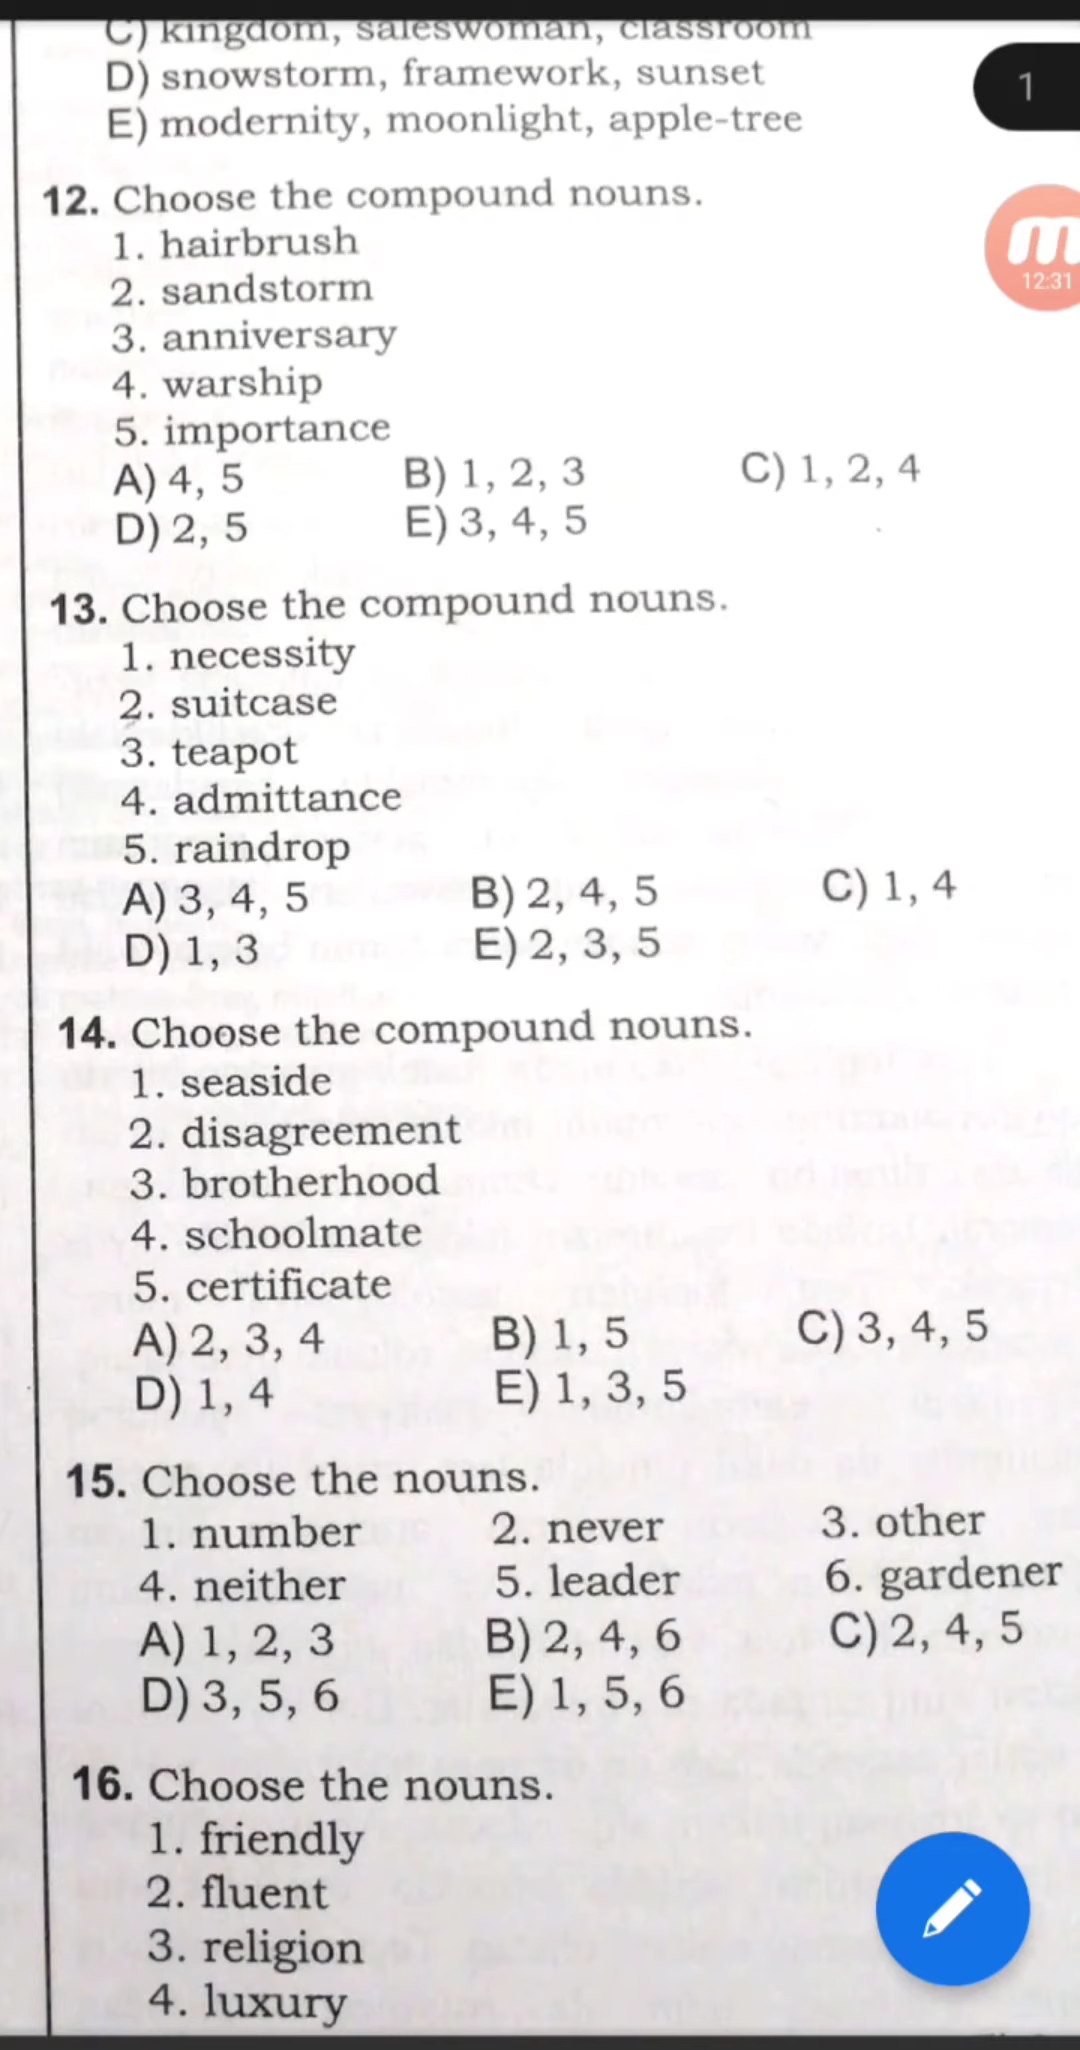 C) kingdom, saleswoman, classroom
D) snowstorm, framework, sunset
E) modernity, moonlight, apple-tree
1
12. Choose the compound nouns.
1. hairbrush
2. sandstorm
3. anniversary
4. warship
5. importance
A) 4, 5 B) 1, 2, 3 C) 1, 2, 4
D) 2, 5 E) 3, 4, 5
m
12:31
13. Choose the compound nouns.
1. necessity
2. suitcase
3. teapot
4. admittance
5. raindrop
A) 3, 4, 5 B) 2, 4, 5 C) 1, 4
D) 1, 3 E) 2, 3, 5
14. Choose the compound nouns.
1. seaside
2. disagreement
3. brotherhood
4. schoolmate
5. certificate
A) 2, 3, 4 B) 1, 5 C) 3, 4, 5
D) 1, 4 E) 1, 3, 5
15. Choose the nouns.
1. number 2. never 3. other
4. neither 5. leader 6. gardener
A) 1, 2, 3 B) 2, 4, 6 C) 2, 4, 5
D) 3, 5, 6 E) 1, 5, 6
16. Choose the nouns.
1. friendly
2. fluent
3. religion
4. luxury